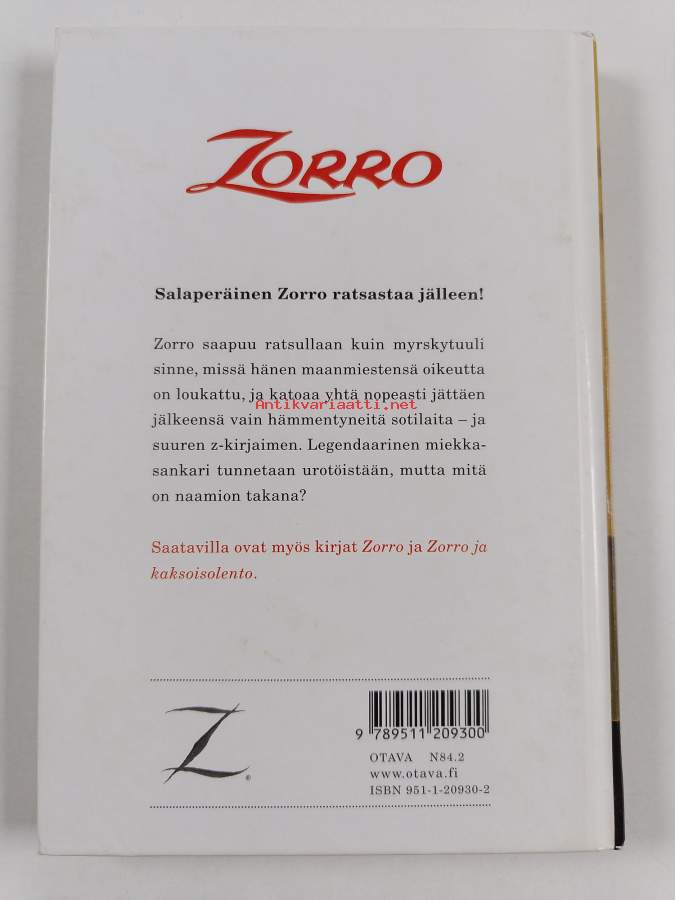 ZORRO
Salaperäinen Zorro ratsastaa jälleen!
Zorro saapuu ratsullaan kuin myrskytuuli
sinne, missä hänen maanmiestensä oikeutta
on loukattu, ja katoaa yhtä nopeasti jättäen
Antikvariaatti.net
jälkeensä vain hämmentyneitä sotilaita – ja
suuren z-kirjaimen. Legendaarinen miekka-
sankari tunnetaan urotöistään, mutta mitä
on naamion takana?
Saatavilla ovat myös kirjat Zorro ja Zorro ja
kaksoisolento.
Z®
9 789511 209300
OTAVA N84.2
www.otava.fi
ISBN 951-1-20930-2